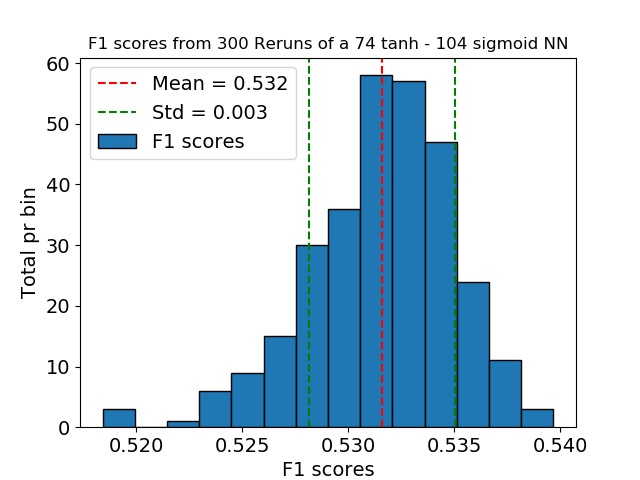 F1 scores from 300 Reruns of a 74 tanh - 104 sigmoid NN
Mean = 0.532
Std = 0.003
F1 scores
Total pr bin
60
50
40
30
20
10
0
0.520 0.525 0.530 0.535 0.540
F1 scores